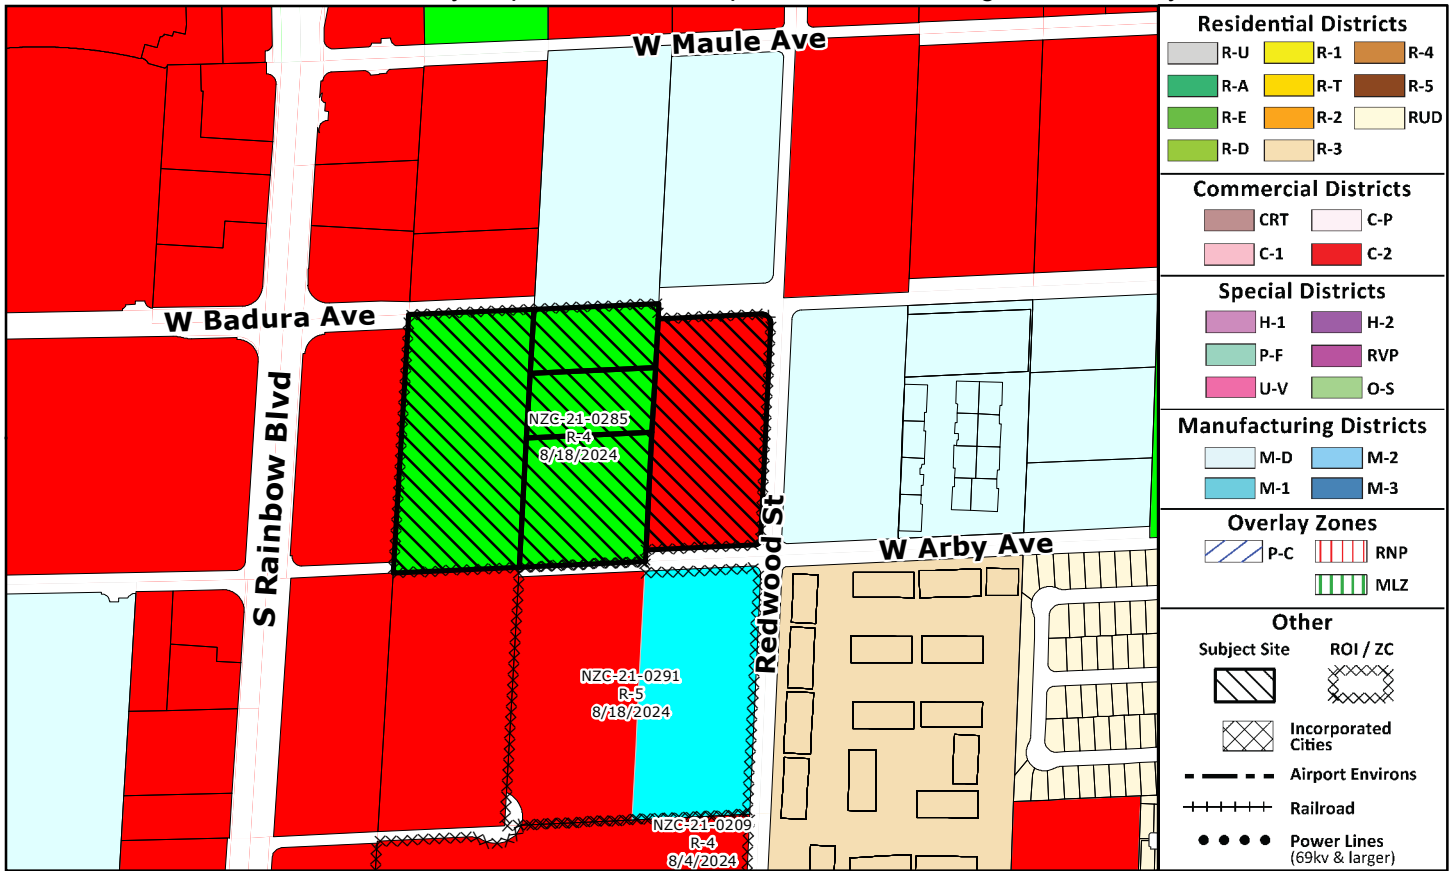 W Maule Ave
W Badura Ave
S Rainbow Blvd
NZC-21-0285
R-4
8/18/2024
Redwood St
W Arby Ave
NZC-21-0291
R-5
8/18/2024
NZC-21-0209
R-4
8/4/2024
Residential Districts
R-U
R-1
R-4
R-A
R-T
R-5
R-E
R-2
RUD
R-D
R-3
Commercial Districts
CRT
C-P
C-1
C-2
Special Districts
H-1
H-2
P-F
RVP
U-V
O-S
Manufacturing Districts
M-D
M-2
M-1
M-3
Overlay Zones
P-C
RNP
MLZ
Other
Subject Site
ROI / ZC
Incorporated
Cities
Airport Environs
Railroad
Power Lines
(69kv & larger)